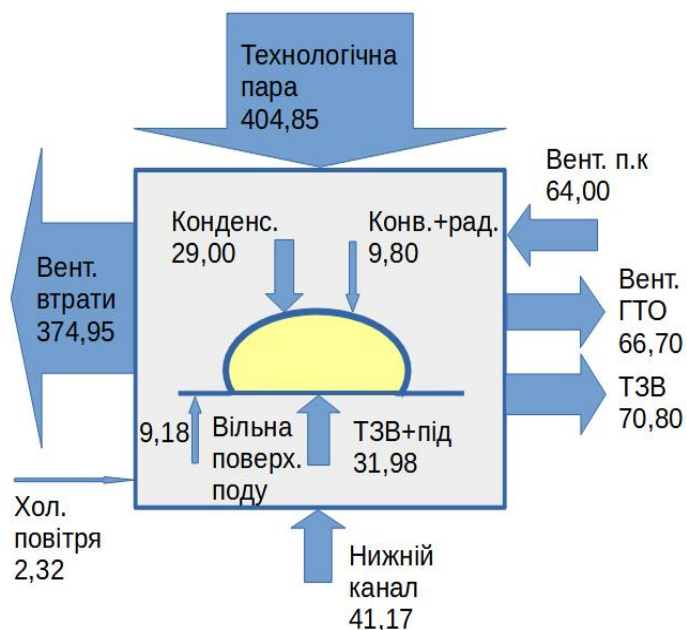 Технологічна
пара
404,85
Вент. п.к
64,00
Конденс.
29,00
Конв.+рад.
9,80
Вент.
втрати
374,95
Вент.
ГТО
66,70
ТЗВ
70,80
9,18
Вільна
поверх.
поду
ТЗВ+під
31,98
Хол.
повітря
2,32
Нижній
канал
41,17